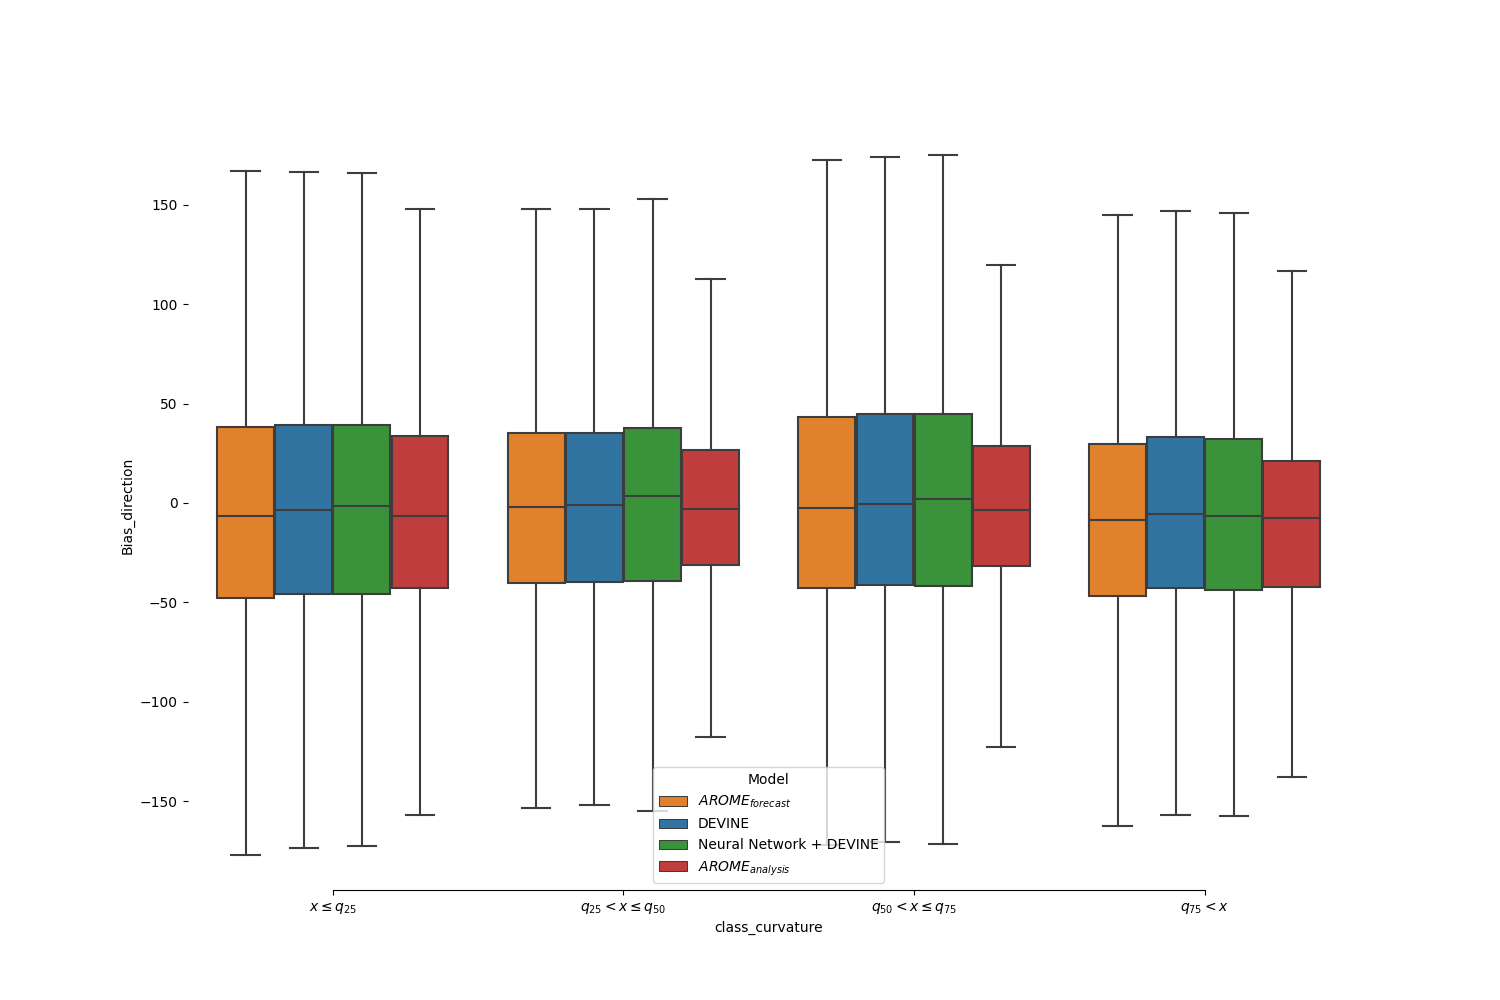 150
100
50
0
−50
−100
−150
Bias_direction
Model
AROME_forecast
DEVINE
Neural Network + DEVINE
AROME_analysis
x ≤ q₂₅
q₂₅ < x ≤ q₅₀
q₅₀ < x ≤ q₇₅
q₇₅ < x
class_curvature